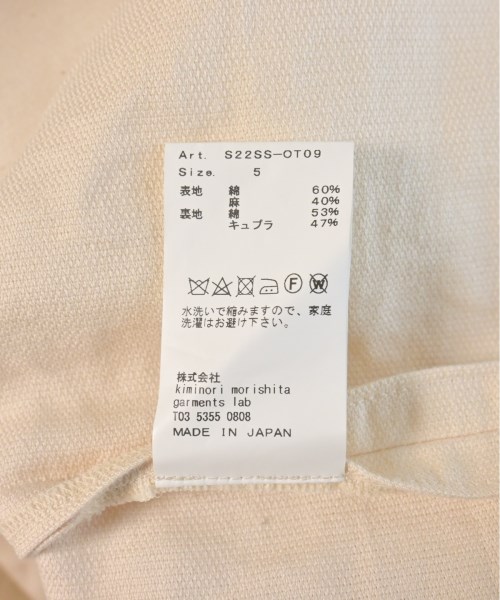 Art. S22SS-OT09
Size. 5
表地 綿 60%
麻 40%
裏地 綿 53%
キュプラ 47%
F W
水洗いで縮みますので、家庭
洗濯はお避け下さい。
株式会社
kiminori morishita
garments lab
T03 5355 0808
MADE IN JAPAN